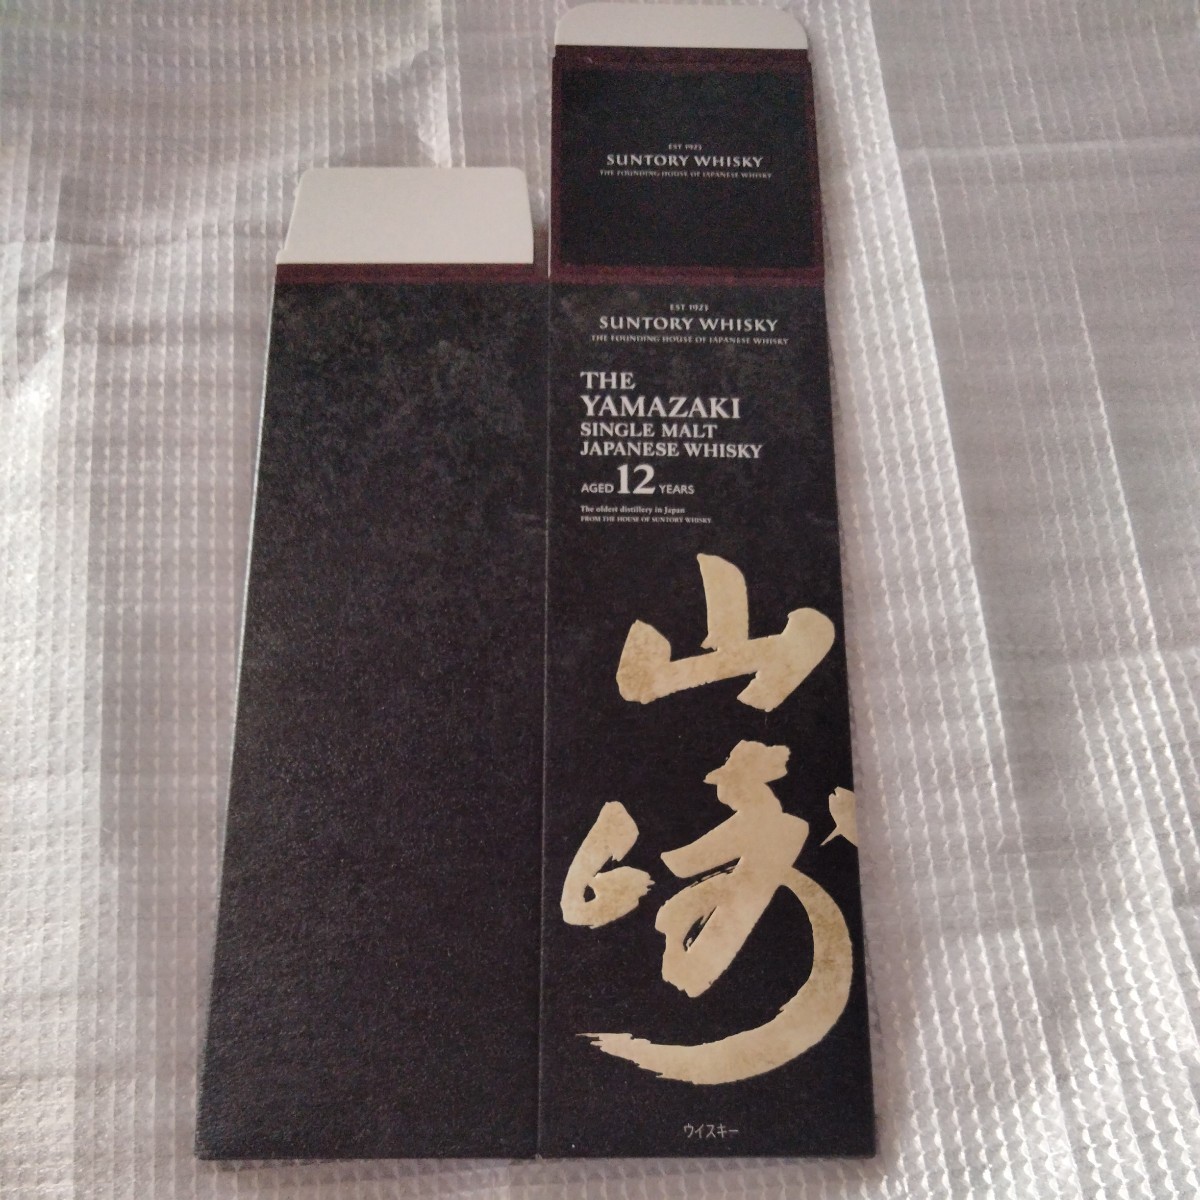 EST 1923
SUNTORY WHISKY
THE FOUNDING HOUSE OF JAPANESE WHISKY
EST 1923
SUNTORY WHISKY
THE FOUNDING HOUSE OF JAPANESE WHISKY
THE
YAMAZAKI
SINGLE MALT
JAPANESE WHISKY
AGED 12 YEARS
The oldest distillery in Japan
FROM THE HOUSE OF SUNTORY WHISKY
山
崎
ウイスキー